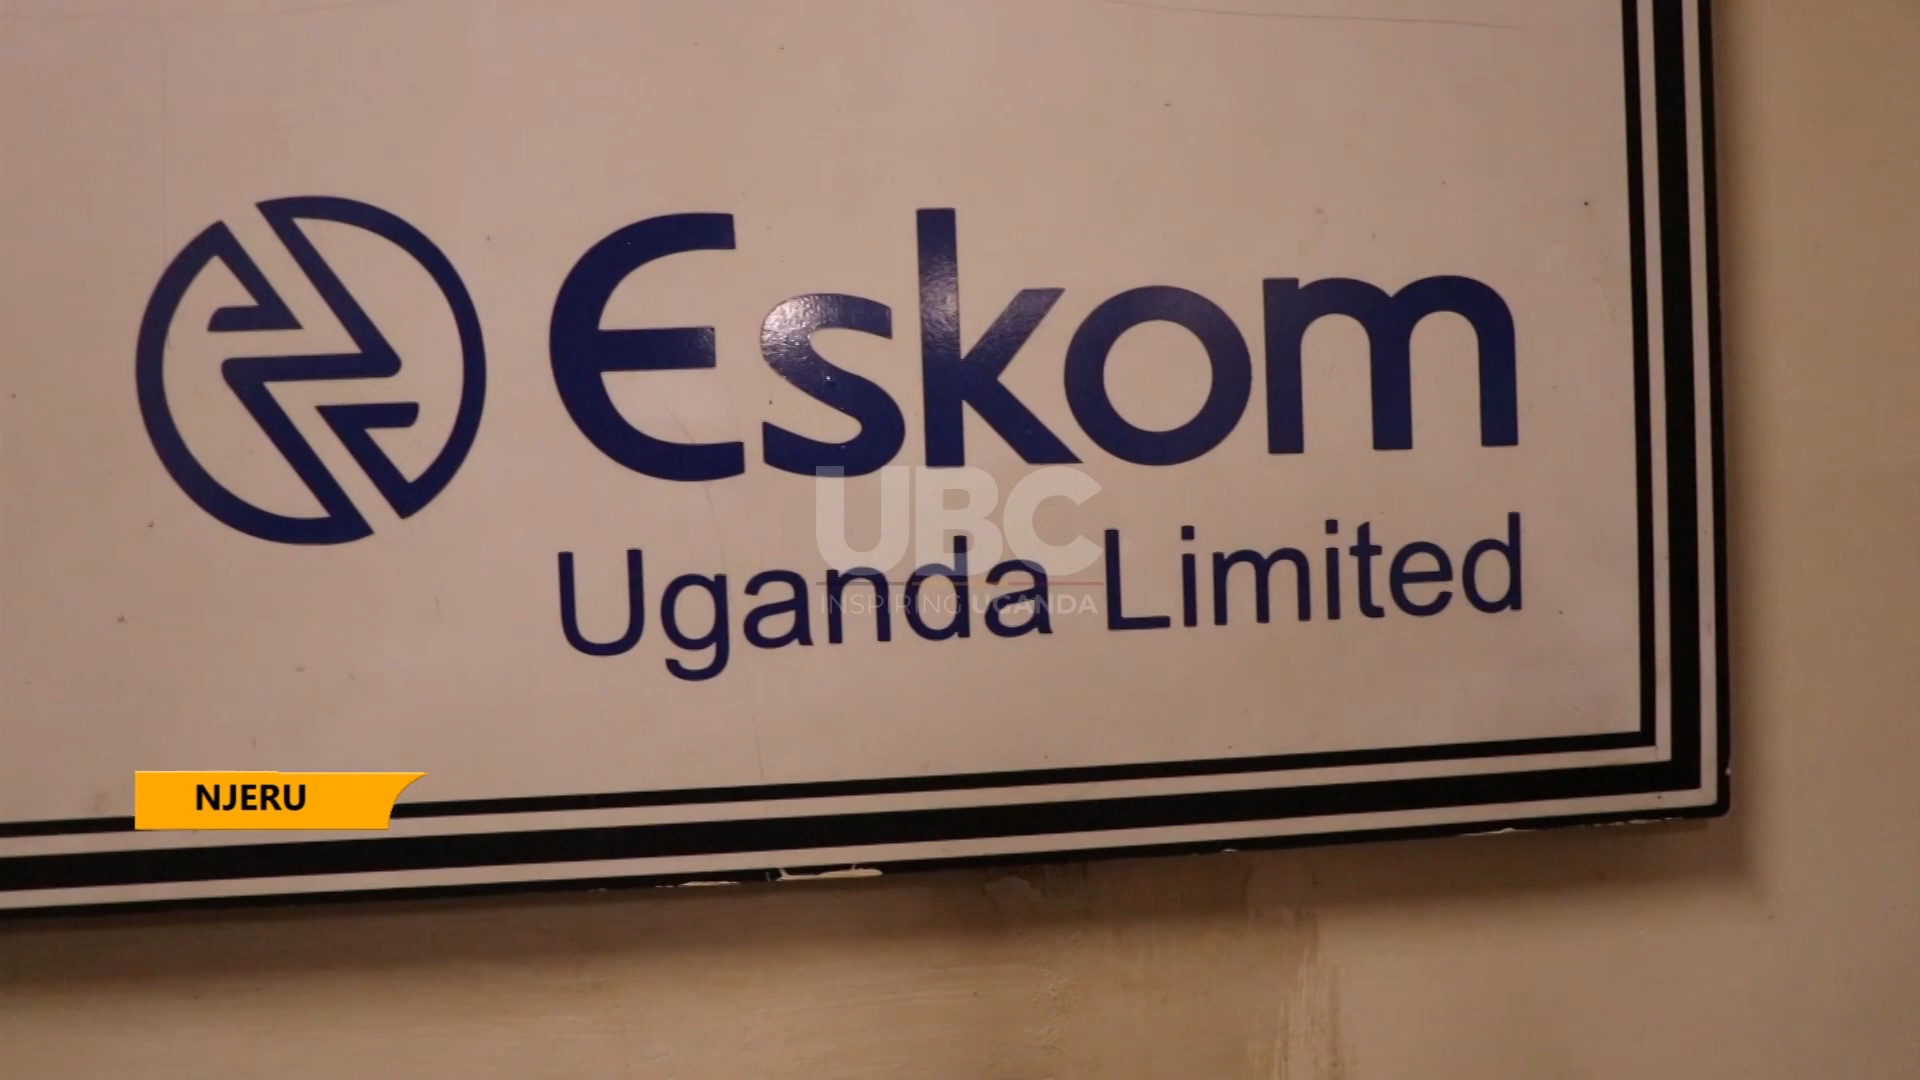 Eskom
Uganda Limited
UBC
INSPIRING UGANDA
NJERU